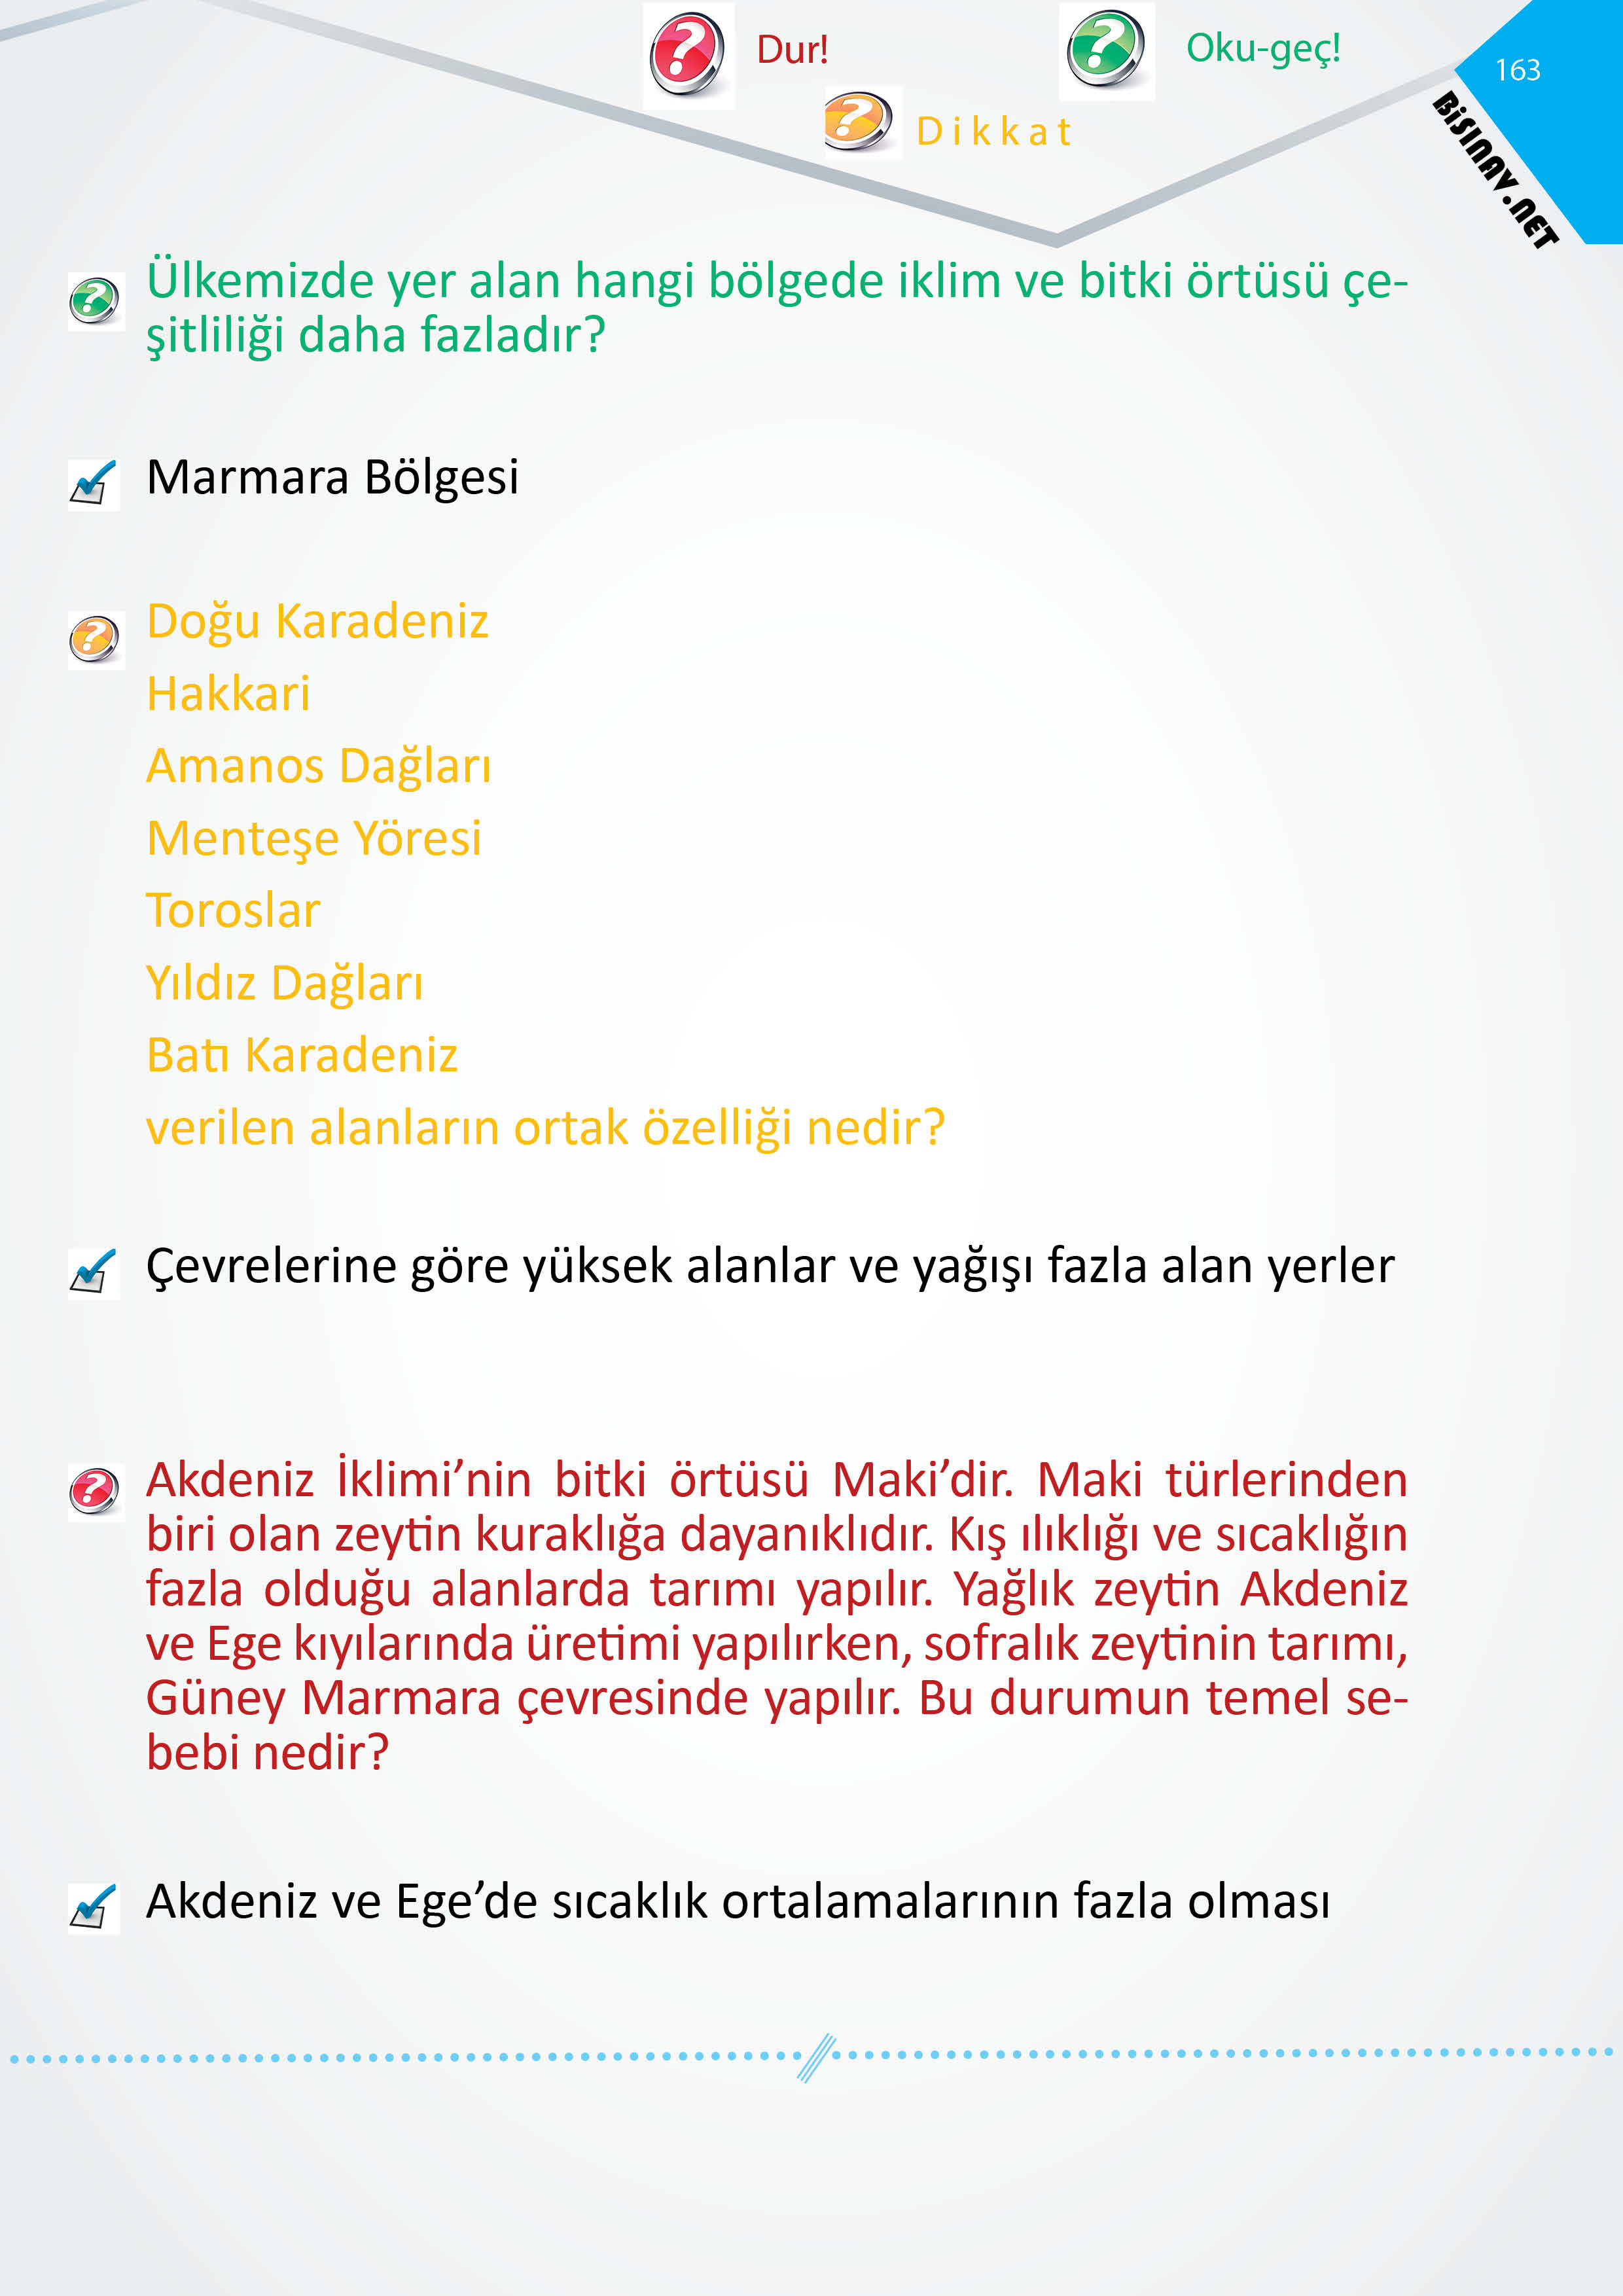 Dur!
Oku-geç!
Dikkat
163
BiSINAV.NET
Ülkemizde yer alan hangi bölgede iklim ve bitki örtüsü çe-
şitliliği daha fazladır?
Marmara Bölgesi
Doğu Karadeniz
Hakkari
Amanos Dağları
Menteşe Yöresi
Toroslar
Yıldız Dağları
Batı Karadeniz
verilen alanların ortak özelliği nedir?
Çevrelerine göre yüksek alanlar ve yağışı fazla alan yerler
Akdeniz İklimi’nin bitki örtüsü Maki’dir. Maki türlerinden
biri olan zeytin kuraklığa dayanıklıdır. Kış ılıklığı ve sıcaklığın
fazla olduğu alanlarda tarımı yapılır. Yağlık zeytin Akdeniz
ve Ege kıyılarında üretimi yapılırken, sofralık zeytinin tarımı,
Güney Marmara çevresinde yapılır. Bu durumun temel se-
bebi nedir?
Akdeniz ve Ege’de sıcaklık ortalamalarının fazla olması